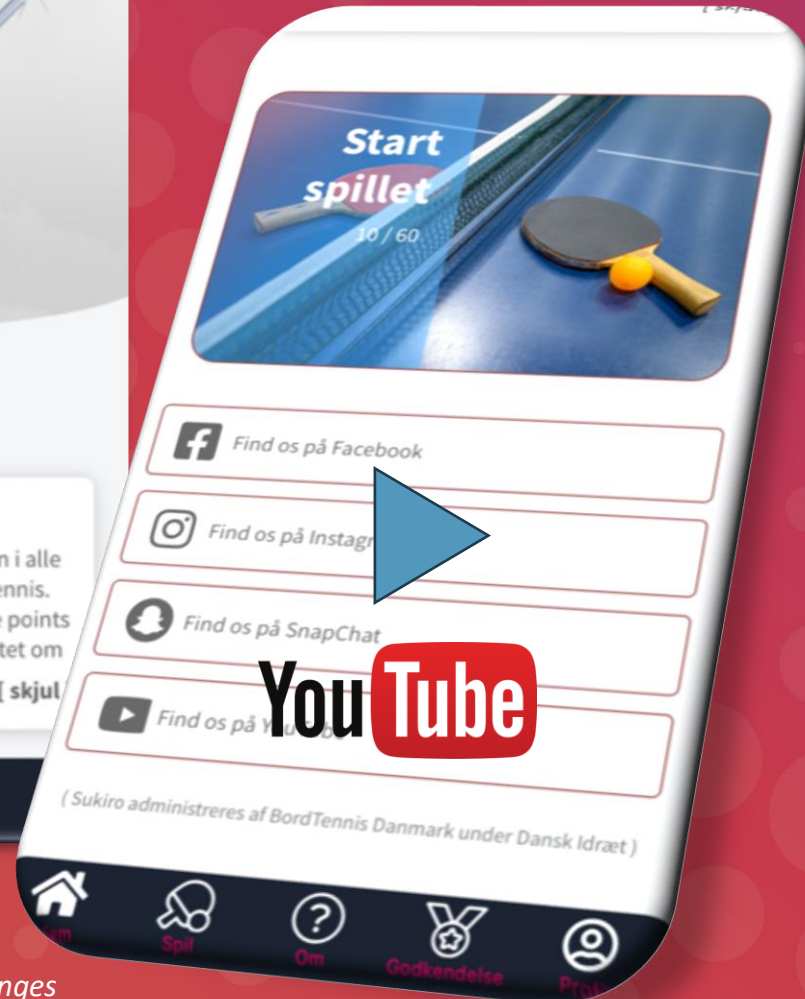 Start
spillet
10 / 60
Find os på Facebook
Find os på Instagr
Find os på SnapChat
Find os på Y
YouTube
( Sukiro administreres af BordTennis Danmark under Dansk Idræt )
Spil
Om
Godkendelse
n i alle
ennis.
points
tet om
[ skjul
nges